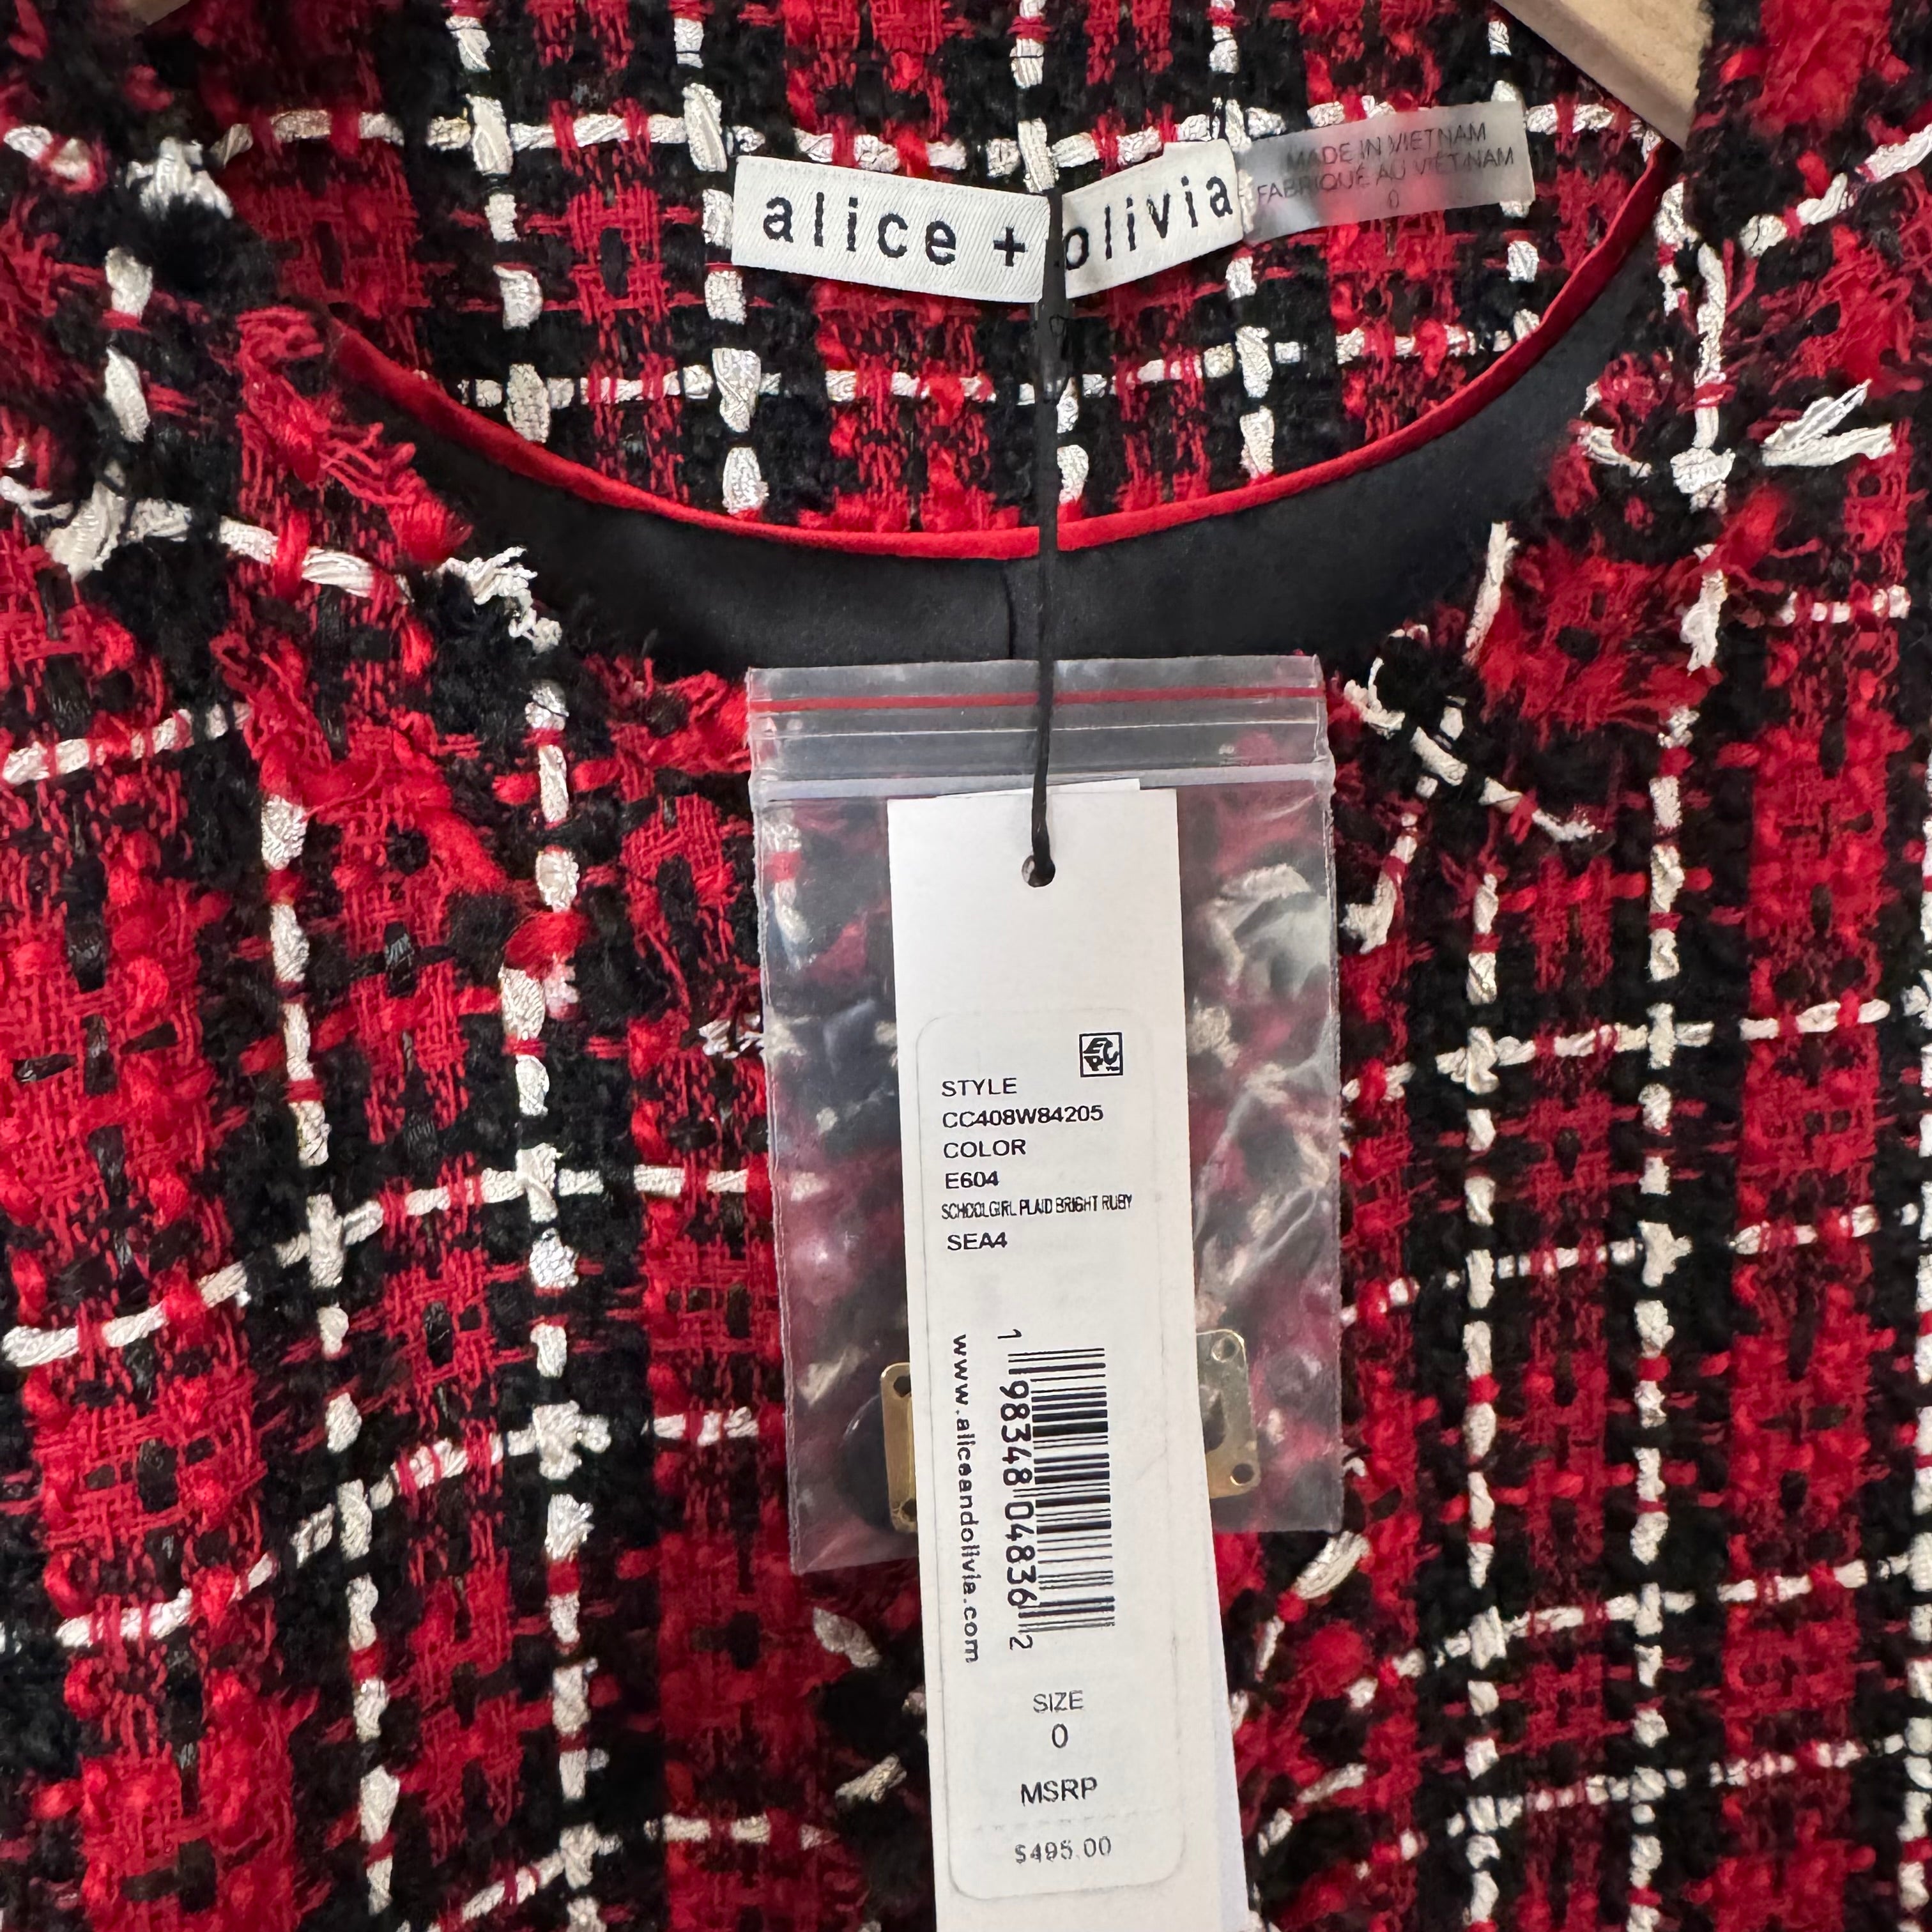 alice + olivia
MADE IN VIETNAM
FABRIQUÉ AU VIETNAM
0
STYLE
CC408W84205
COLOR
E604
SCHOOLGIRL PLAID BRIGHT RUBY
SEA4
1 98348 04836 2
www.aliceandolivia.com
SIZE
0
MSRP
$495.00